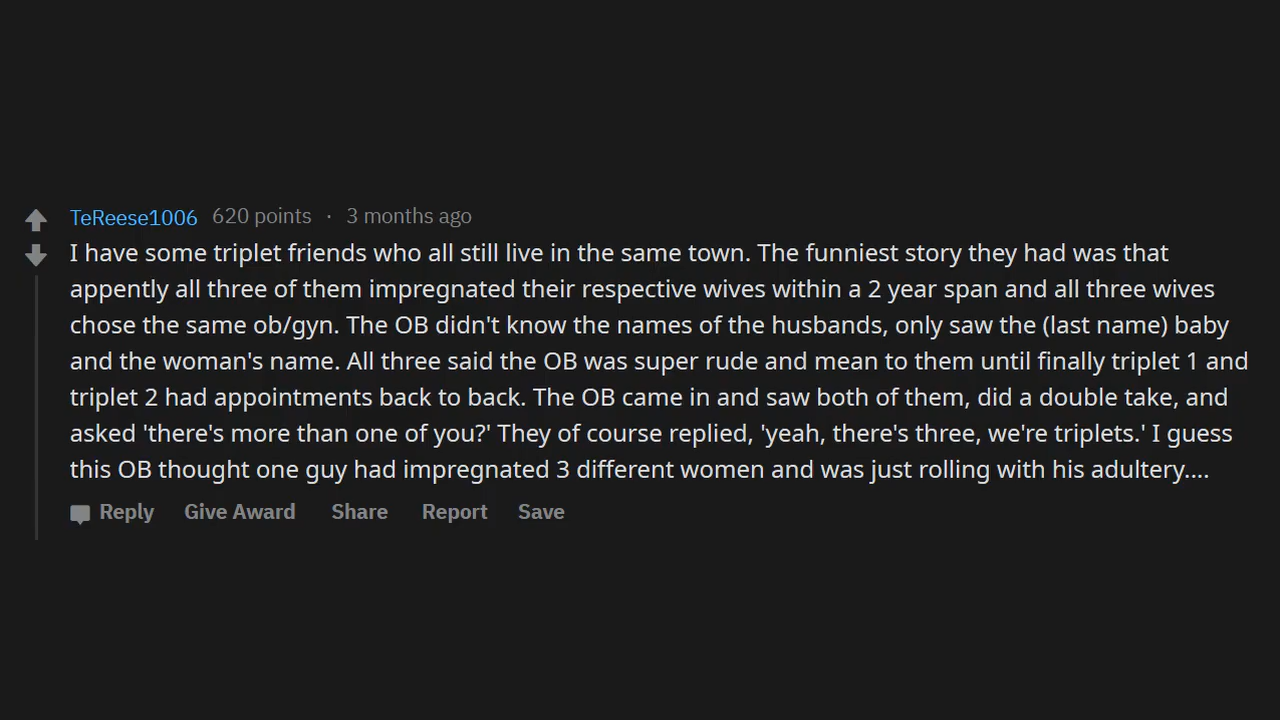 TeReese1006 620 points · 3 months ago
I have some triplet friends who all still live in the same town. The funniest story they had was that
appently all three of them impregnated their respective wives within a 2 year span and all three wives
chose the same ob/gyn. The OB didn't know the names of the husbands, only saw the (last name) baby
and the woman's name. All three said the OB was super rude and mean to them until finally triplet 1 and
triplet 2 had appointments back to back. The OB came in and saw both of them, did a double take, and
asked 'there's more than one of you?' They of course replied, 'yeah, there's three, we're triplets.' I guess
this OB thought one guy had impregnated 3 different women and was just rolling with his adultery....
Reply Give Award Share Report Save